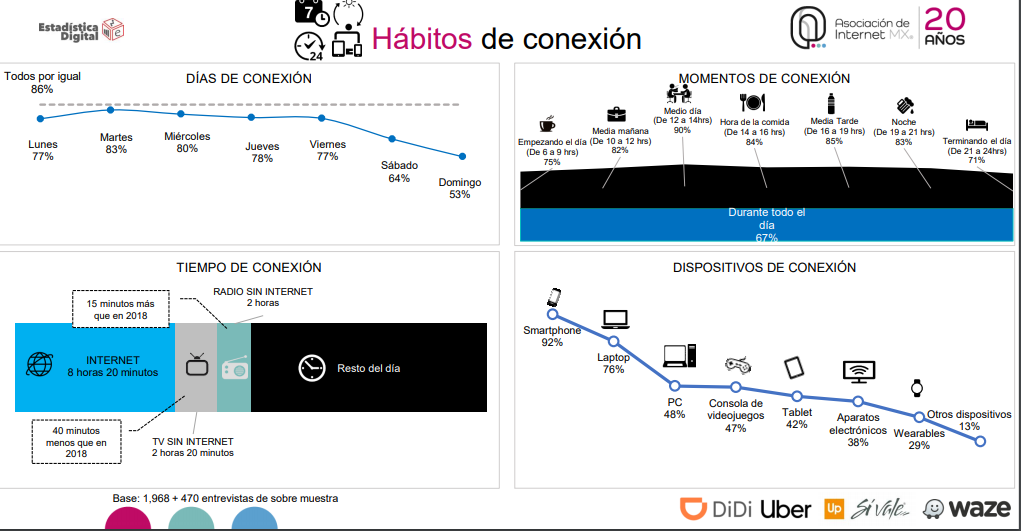 Estadística
Digital
7
24
Hábitos de conexión
Asociación de
Internet MX®
20
AÑOS
DÍAS DE CONEXIÓN
Todos por igual
86%
Lunes
77%
Martes
83%
Miércoles
80%
Jueves
78%
Viernes
77%
Sábado
64%
Domingo
53%
MOMENTOS DE CONEXIÓN
Empezando el día
(De 6 a 9 hrs)
75%
Media mañana
(De 10 a 12 hrs)
82%
Medio día
(De 12 a 14hrs)
90%
Hora de la comida
(De 14 a 16 hrs)
84%
Media Tarde
(De 16 a 19 hrs)
85%
Noche
(De 19 a 21 hrs)
83%
Terminando el día
(De 21 a 24hrs)
71%
Durante todo el
día
67%
TIEMPO DE CONEXIÓN
15 minutos más
que en 2018
RADIO SIN INTERNET
2 horas
INTERNET
8 horas 20 minutos
Resto del día
40 minutos
menos que en
2018
TV SIN INTERNET
2 horas 20 minutos
DISPOSITIVOS DE CONEXIÓN
Smartphone
92%
Laptop
76%
PC
48%
Consola de
videojuegos
47%
Tablet
42%
Aparatos
electrónicos
38%
Wearables
29%
Otros dispositivos
13%
Base: 1,968 + 470 entrevistas de sobre muestra
DiDi Uber Up Sí Vale waze